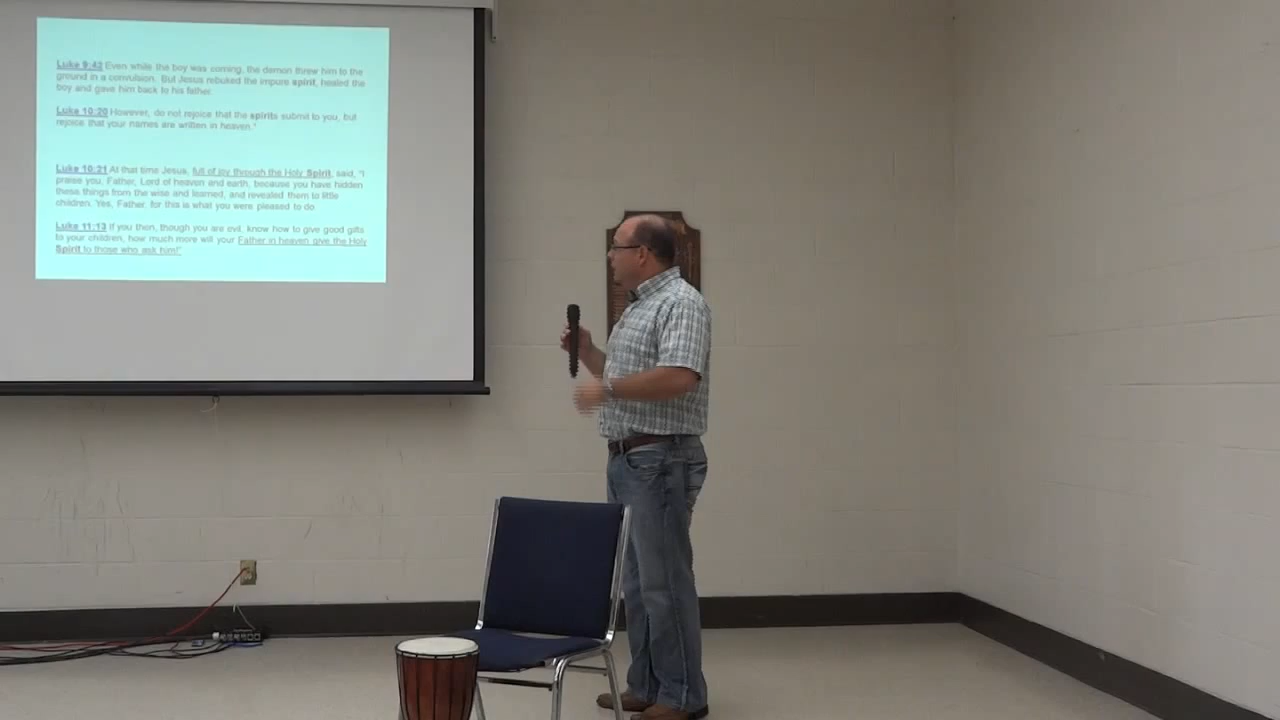 Luke 9:42 Even while the boy was coming, the demon threw him to the
ground in a convulsion. But Jesus rebuked the impure spirit, healed the
boy and gave him back to his father.
Luke 10:20 However, do not rejoice that the spirits submit to you, but
rejoice that your names are written in heaven."
Luke 10:21 At that time Jesus, full of joy through the Holy Spirit, said, "I
praise you, Father, Lord of heaven and earth, because you have hidden
these things from the wise and learned, and revealed them to little
children. Yes, Father, for this is what you were pleased to do
Luke 11:13 If you then, though you are evil, know how to give good gifts
to your children, how much more will your Father in heaven give the Holy
Spirit to those who ask him!"